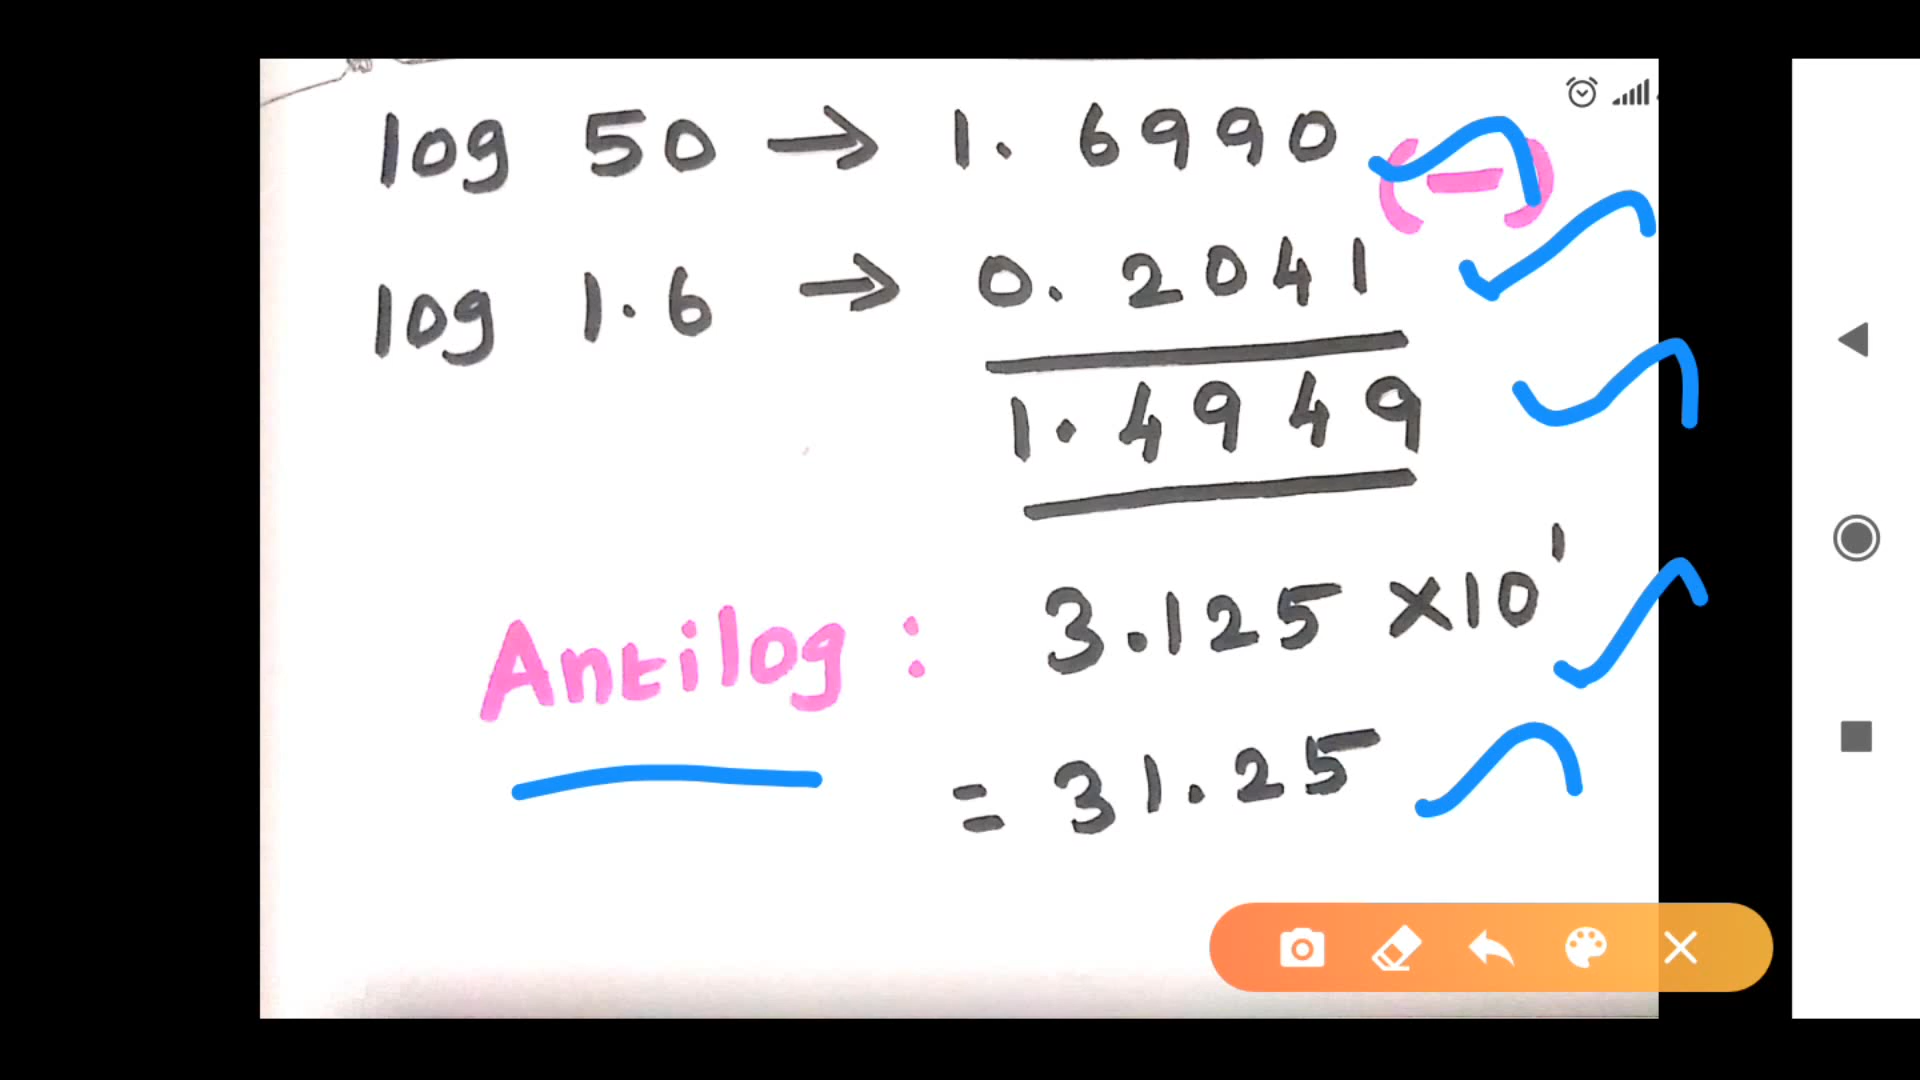 log 50 → 1.6990 (−)
log 1.6 → 0.2041
1.4949
Antilog : 3.125 ×10¹
= 31.25